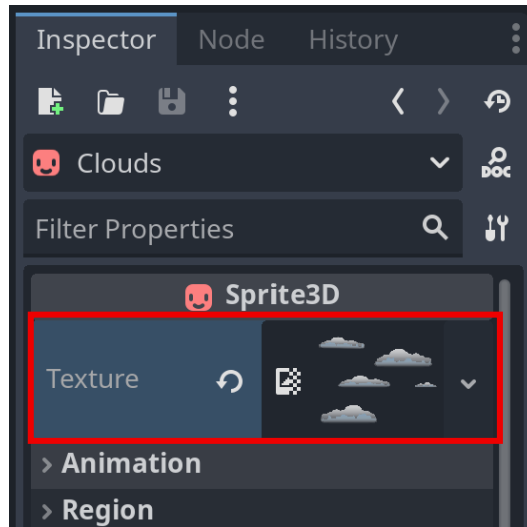 Inspector Node History
Clouds
DOC
Filter Properties
Sprite3D
Texture
Animation
Region